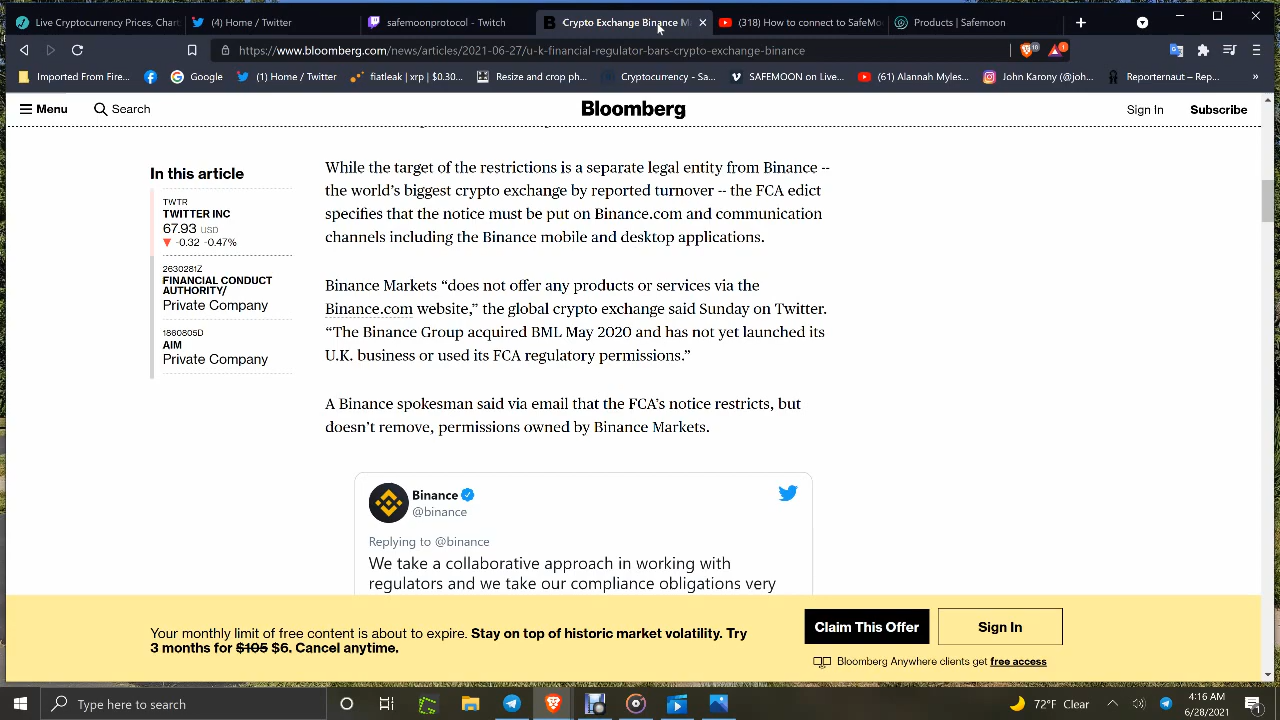 Live Cryptocurrency Prices, Chart
(4) Home / Twitter
safemoonprotocol - Twitch
Crypto Exchange Binance M
(318) How to connect to SafeMo
Products | Safemoon
https://www.bloomberg.com/news/articles/2021-06-27/u-k-financial-regulator-bars-crypto-exchange-binance
Imported From Fire...
Google
(1) Home / Twitter
fiatleak | xrp | $0.30...
Resize and crop ph...
Cryptocurrency - Sa...
SAFEMOON on Live...
(61) Alannah Myles...
John Karony (@joh...
Reporternaut – Rep...
Menu
Search
Bloomberg
Sign In
Subscribe
In this article
TWTR
TWITTER INC
67.93 USD
-0.32 -0.47%
2630281Z
FINANCIAL CONDUCT
AUTHORITY/
Private Company
1860805D
AIM
Private Company
While the target of the restrictions is a separate legal entity from Binance --
the world's biggest crypto exchange by reported turnover -- the FCA edict
specifies that the notice must be put on Binance.com and communication
channels including the Binance mobile and desktop applications.
Binance Markets “does not offer any products or services via the
Binance.com website,” the global crypto exchange said Sunday on Twitter.
“The Binance Group acquired BML May 2020 and has not yet launched its
U.K. business or used its FCA regulatory permissions.”
A Binance spokesman said via email that the FCA's notice restricts, but
doesn't remove, permissions owned by Binance Markets.
Binance
@binance
Replying to @binance
We take a collaborative approach in working with
regulators and we take our compliance obligations very
Your monthly limit of free content is about to expire. Stay on top of historic market volatility. Try
3 months for $105 $6. Cancel anytime.
Claim This Offer
Sign In
Bloomberg Anywhere clients get free access
Type here to search
72°F Clear
4:16 AM
6/28/2021